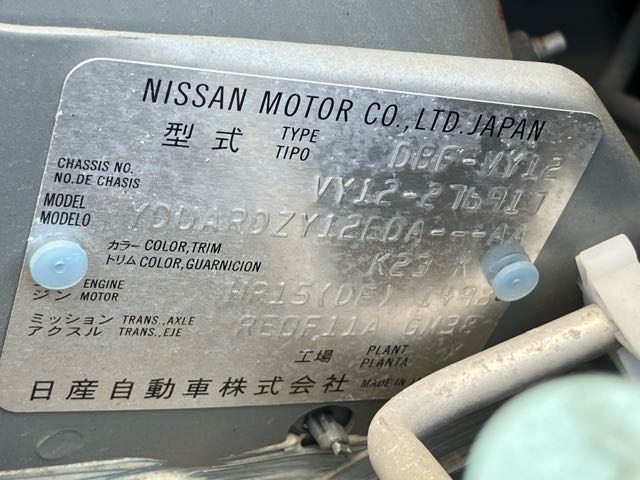 NISSAN MOTOR CO., LTD. JAPAN
型式 TYPE TIPO DBF-VY12
CHASSIS NO. NO. DE CHASIS
MODEL MODELO
カラー COLOR, TRIM トリム COLOR, GUARNICION K23
ENGINE ジン MOTOR HR15(DE)
ミッション TRANS., AXLE アクスル TRANS., EJE RE0F11A
工場 PLANT PLANTA
日産自動車株式会社 MADE IN